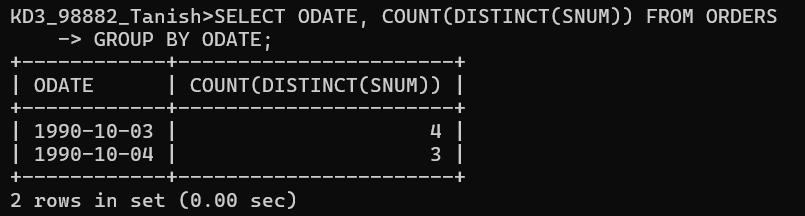 KD3_98882_Tanish>SELECT ODATE, COUNT(DISTINCT(SNUM)) FROM ORDERS
    -> GROUP BY ODATE;
+------------+-----------------------+
| ODATE      | COUNT(DISTINCT(SNUM)) |
+------------+-----------------------+
| 1990-10-03 |                     4 |
| 1990-10-04 |                     3 |
+------------+-----------------------+
2 rows in set (0.00 sec)